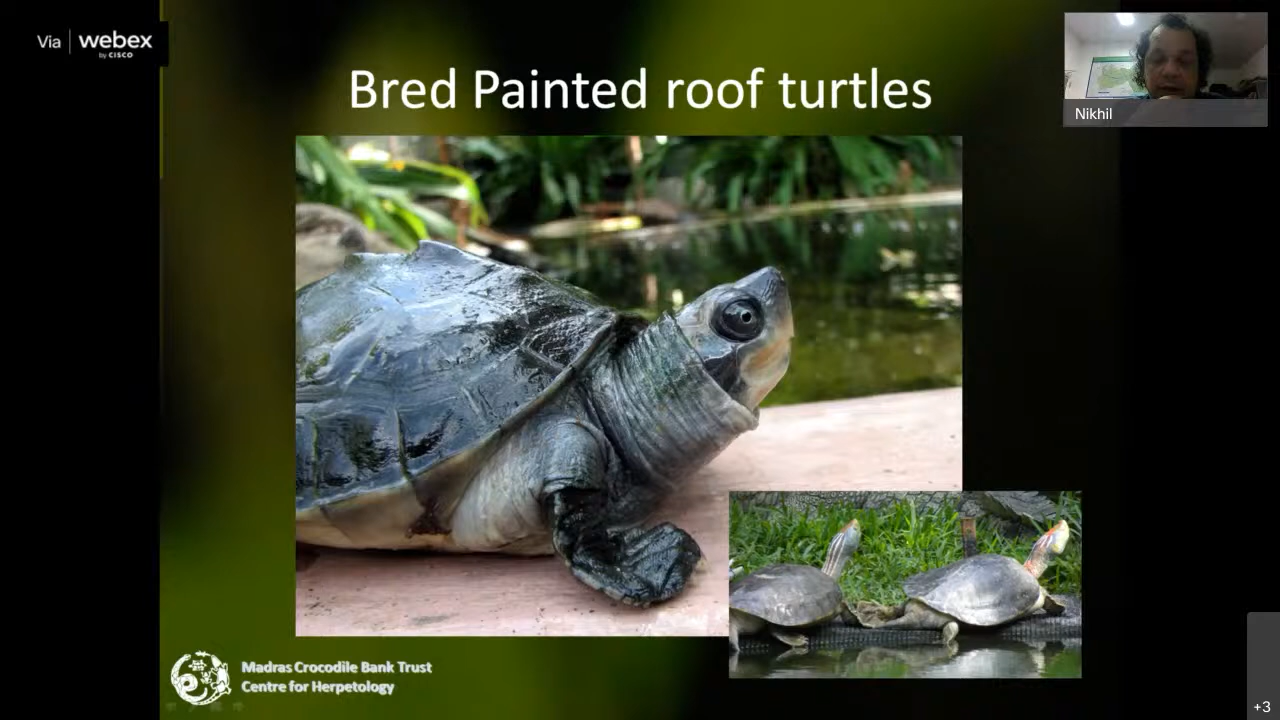 Via | webex
by CISCO
Bred Painted roof turtles
Nikhil
Madras Crocodile Bank Trust
Centre for Herpetology
+3